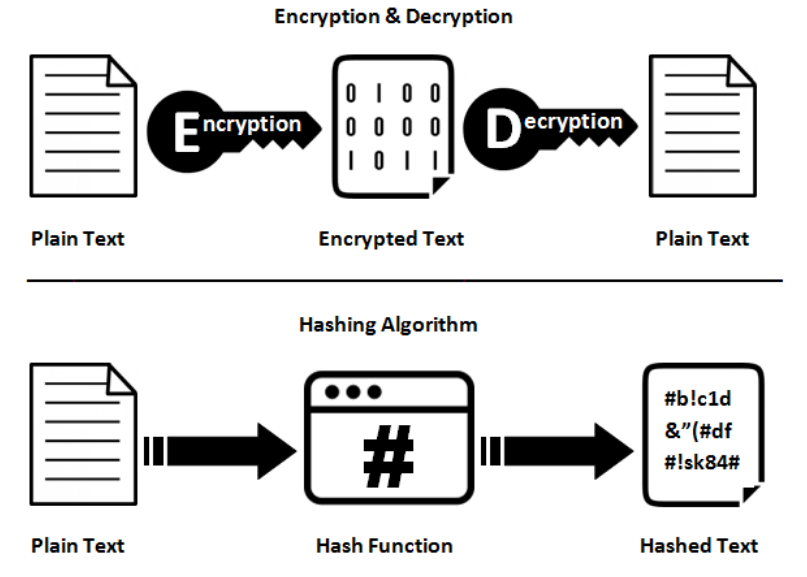 Encryption & Decryption
Encryption
0 1 0 0
0 0 0 0
1 0 1 1
Decryption
Plain Text
Encrypted Text
Plain Text
Hashing Algorithm
#
#b!c1d
&”(#df
#!sk84#
Plain Text
Hash Function
Hashed Text